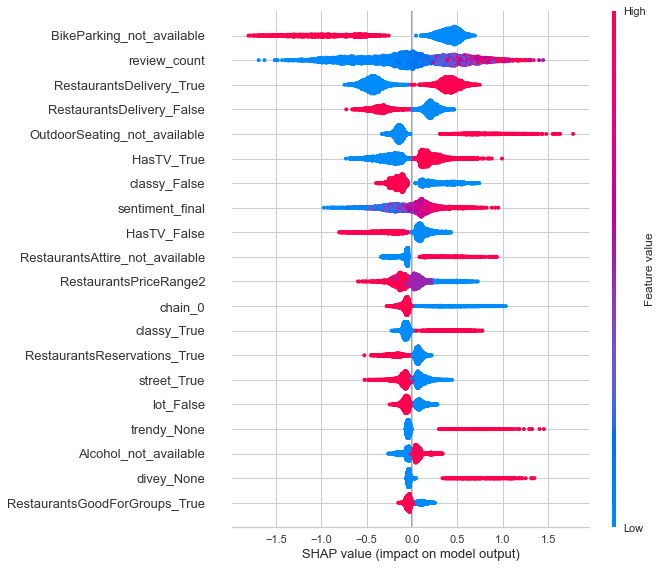 High
BikeParking_not_available
review_count
RestaurantsDelivery_True
RestaurantsDelivery_False
OutdoorSeating_not_available
HasTV_True
classy_False
sentiment_final
HasTV_False
RestaurantsAttire_not_available
RestaurantsPriceRange2
chain_0
classy_True
RestaurantsReservations_True
street_True
lot_False
trendy_None
Alcohol_not_available
divey_None
RestaurantsGoodForGroups_True
Feature value
Low
−1.5 −1.0 −0.5 0.0 0.5 1.0 1.5
SHAP value (impact on model output)